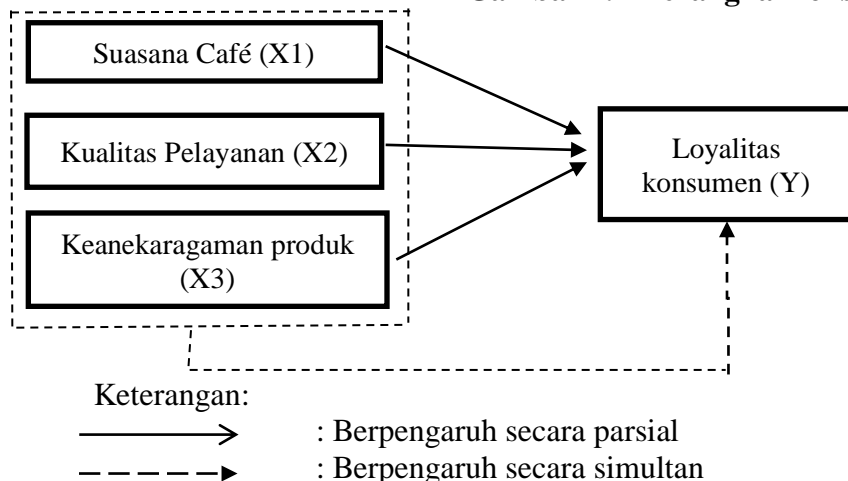 Suasana Café (X1)
Kualitas Pelayanan (X2)
Keanekaragaman produk
(X3)
Loyalitas
konsumen (Y)
Keterangan:
: Berpengaruh secara parsial
: Berpengaruh secara simultan